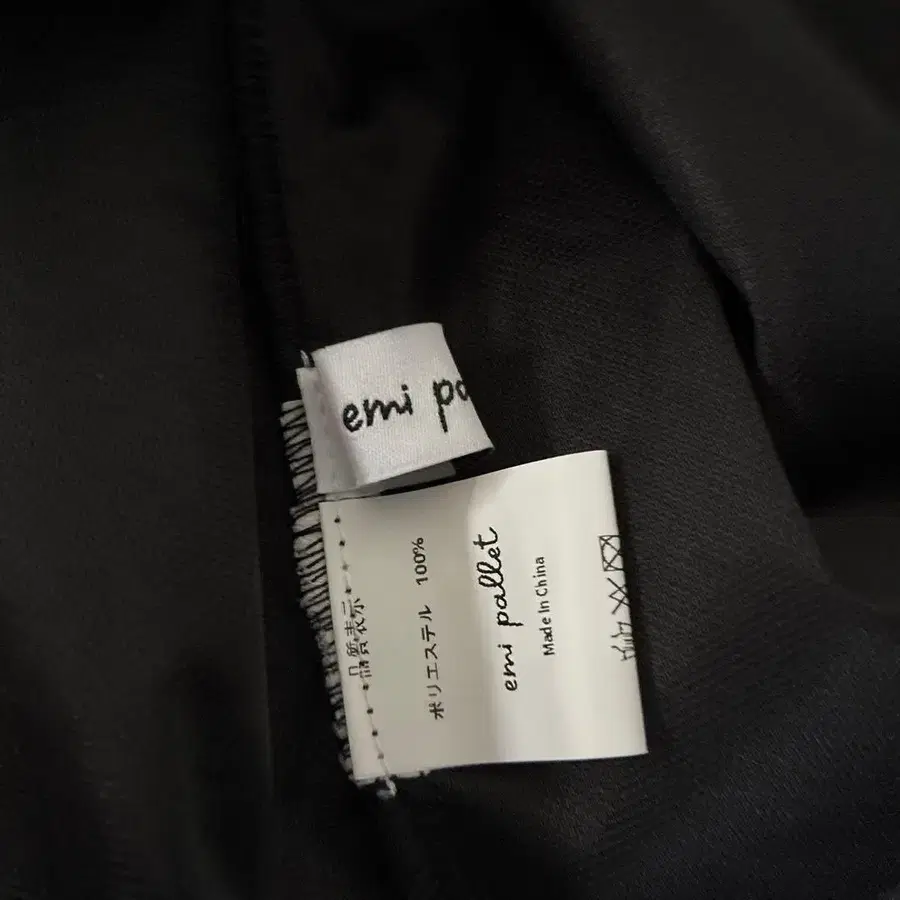 emi pa
品質表示
ポリエステル 100%
emi pallet
Made In China